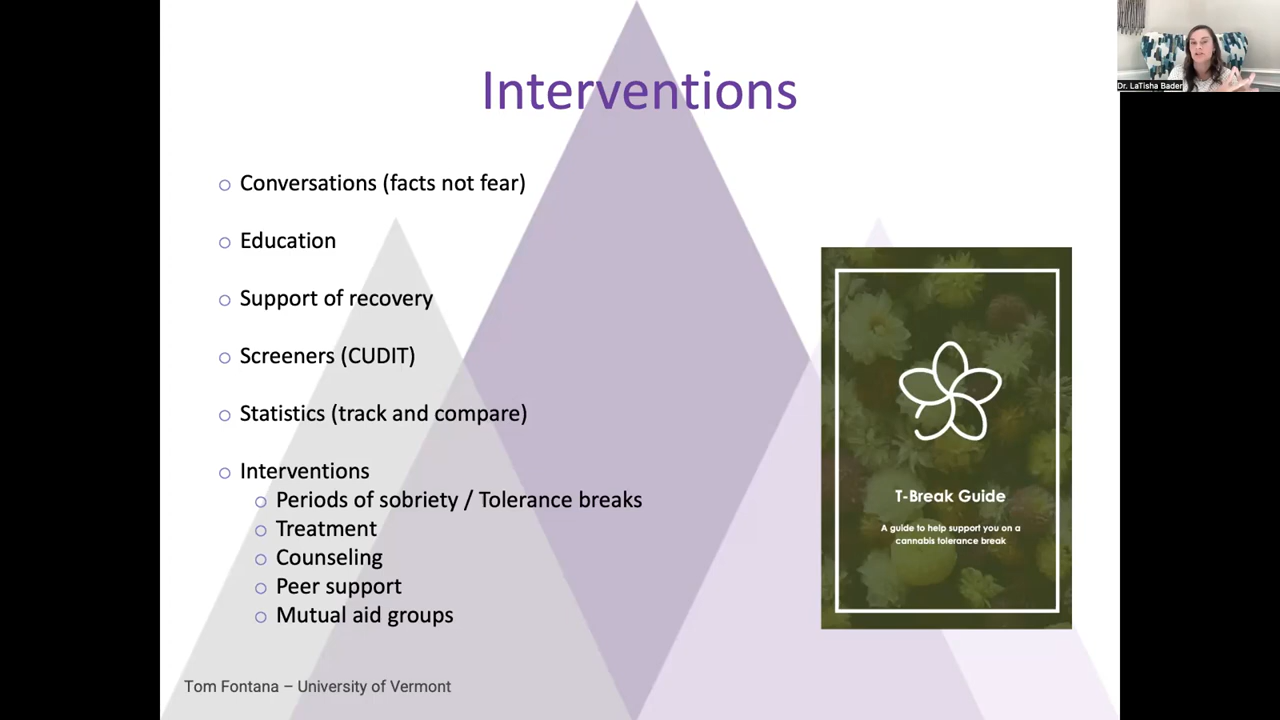 Interventions
Dr. LaTisha Bader
Conversations (facts not fear)
Education
Support of recovery
Screeners (CUDIT)
Statistics (track and compare)
Interventions
Periods of sobriety / Tolerance breaks
Treatment
Counseling
Peer support
Mutual aid groups
T-Break Guide
A guide to help support you on a
cannabis tolerance break
Tom Fontana – University of Vermont